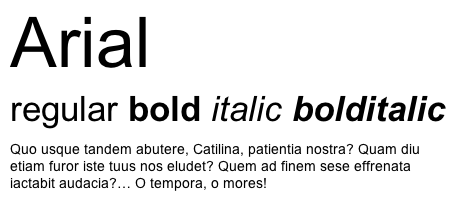 Arial
regular bold italic bolditalic
Quo usque tandem abutere, Catilina, patientia nostra? Quam diu
etiam furor iste tuus nos eludet? Quem ad finem sese effrenata
iactabit audacia?… O tempora, o mores!